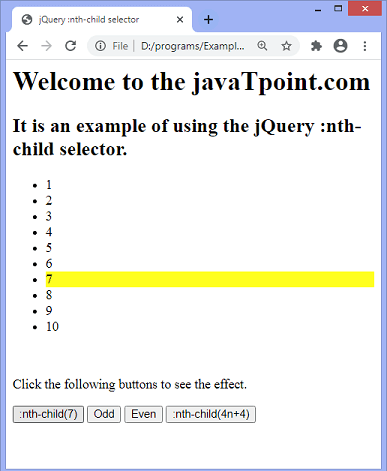 jQuery :nth-child selector
File | D:/programs/Exampl...
Welcome to the javaTpoint.com
It is an example of using the jQuery :nth-
child selector.
1
2
3
4
5
6
7
8
9
10
Click the following buttons to see the effect.
:nth-child(7) Odd Even :nth-child(4n+4)